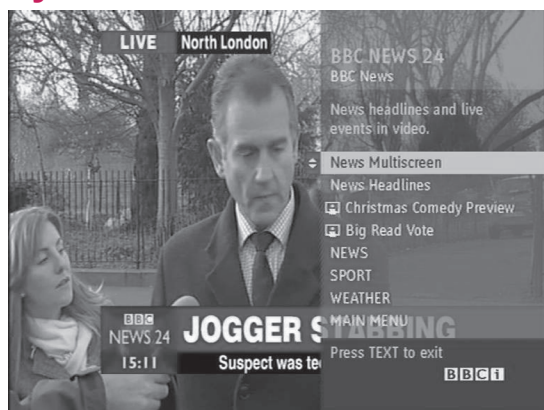 LIVE North London
BBC NEWS 24
BBC News
News headlines and live
events in video.
News Multiscreen
News Headlines
Christmas Comedy Preview
Big Read Vote
NEWS
SPORT
WEATHER
MAIN MENU
Press TEXT to exit
BBCi
BBC
NEWS 24
15:11
JOGGER STABBING
Suspect was